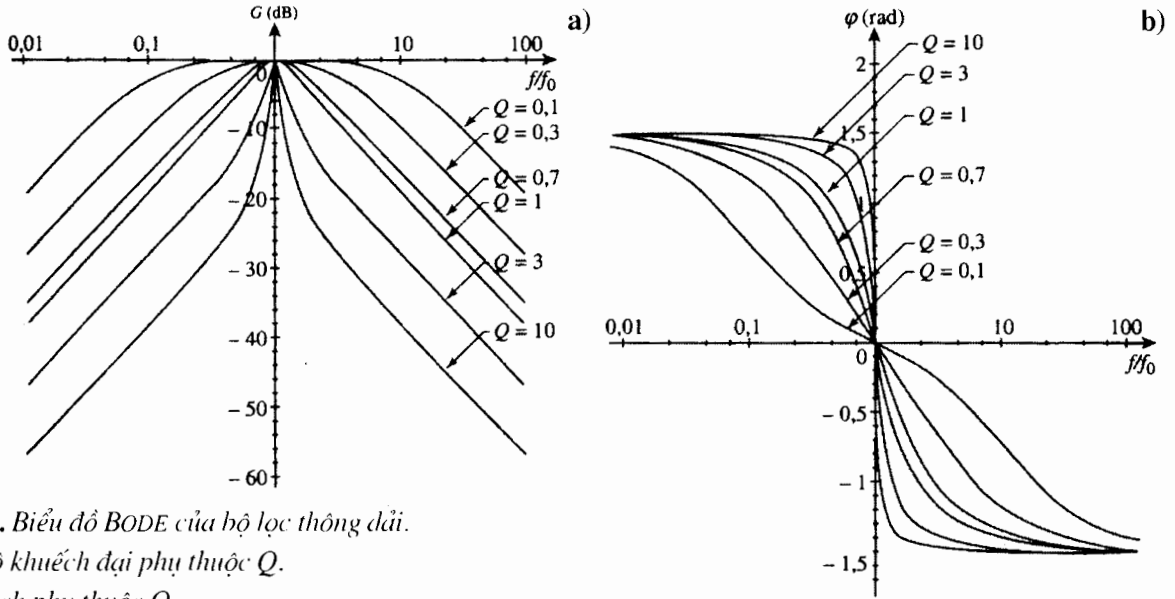 G (dB)
a)
0,01
0,1
10
100
f/f₀
0
Q = 0,1
Q = 0,3
Q = 0,7
Q = 1
Q = 3
Q = 10
– 10
– 20
– 30
– 40
– 50
– 60
φ (rad)
b)
Q = 10
Q = 3
Q = 1
Q = 0,7
Q = 0,3
Q = 0,1
2
1,5
1
0,5
0,01
0,1
10
100
f/f₀
0
– 0,5
– 1
– 1,5
. Biểu đồ BODE của bộ lọc thông dải.
khuếch đại phụ thuộc Q.
phụ thuộc Q